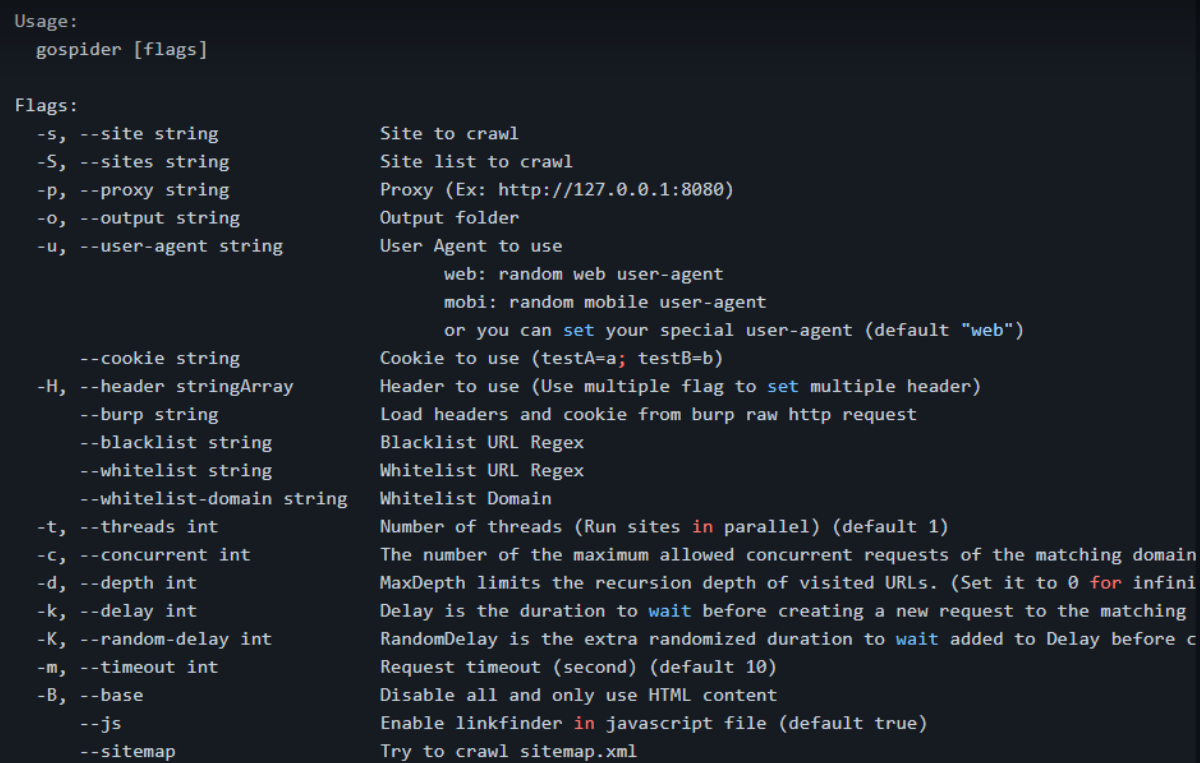 Usage:
  gospider [flags]

Flags:
  -s, --site string               Site to crawl
  -S, --sites string              Site list to crawl
  -p, --proxy string              Proxy (Ex: http://127.0.0.1:8080)
  -o, --output string             Output folder
  -u, --user-agent string         User Agent to use
                                        web: random web user-agent
                                        mobi: random mobile user-agent
                                        or you can set your special user-agent (default "web")
      --cookie string             Cookie to use (testA=a; testB=b)
  -H, --header stringArray        Header to use (Use multiple flag to set multiple header)
      --burp string               Load headers and cookie from burp raw http request
      --blacklist string          Blacklist URL Regex
      --whitelist string          Whitelist URL Regex
      --whitelist-domain string   Whitelist Domain
  -t, --threads int               Number of threads (Run sites in parallel) (default 1)
  -c, --concurrent int            The number of the maximum allowed concurrent requests of the matching domain
  -d, --depth int                 MaxDepth limits the recursion depth of visited URLs. (Set it to 0 for infini
  -k, --delay int                 Delay is the duration to wait before creating a new request to the matching
  -K, --random-delay int          RandomDelay is the extra randomized duration to wait added to Delay before c
  -m, --timeout int               Request timeout (second) (default 10)
  -B, --base                      Disable all and only use HTML content
      --js                        Enable linkfinder in javascript file (default true)
      --sitemap                   Try to crawl sitemap.xml